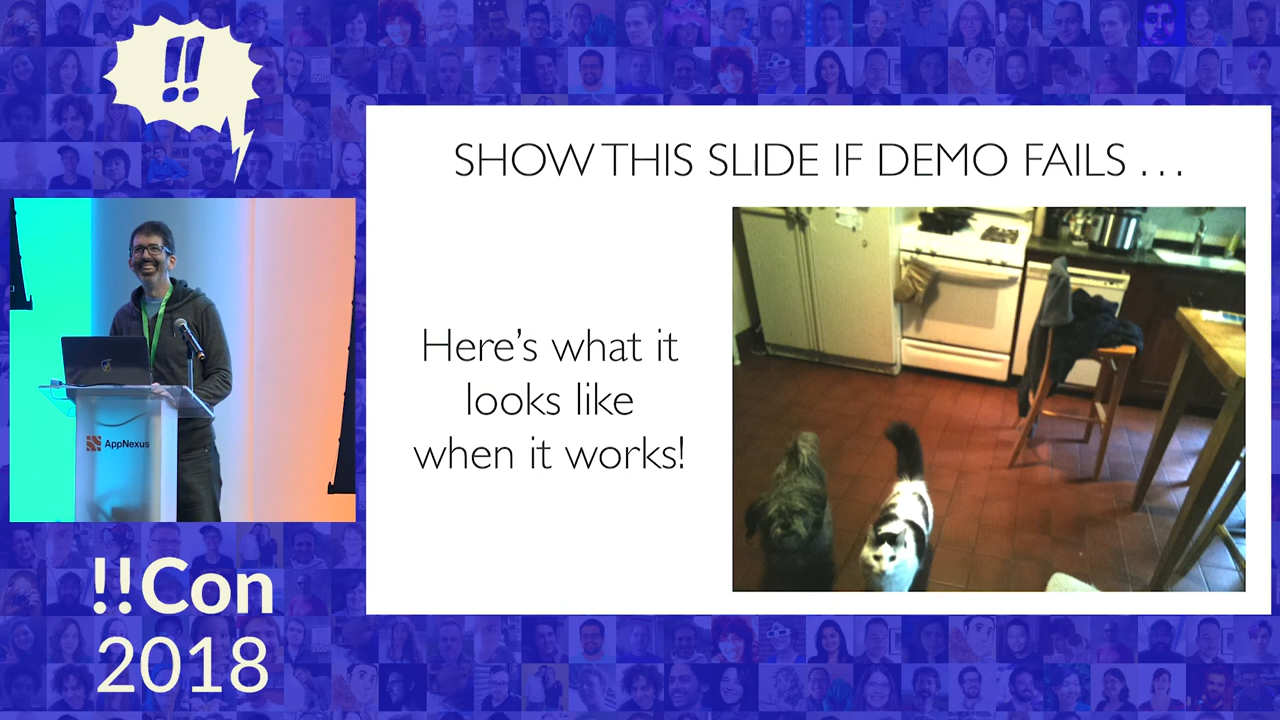 !!
SHOW THIS SLIDE IF DEMO FAILS . . .
Here's what it
looks like
when it works!
AppNexus
!!Con
2018